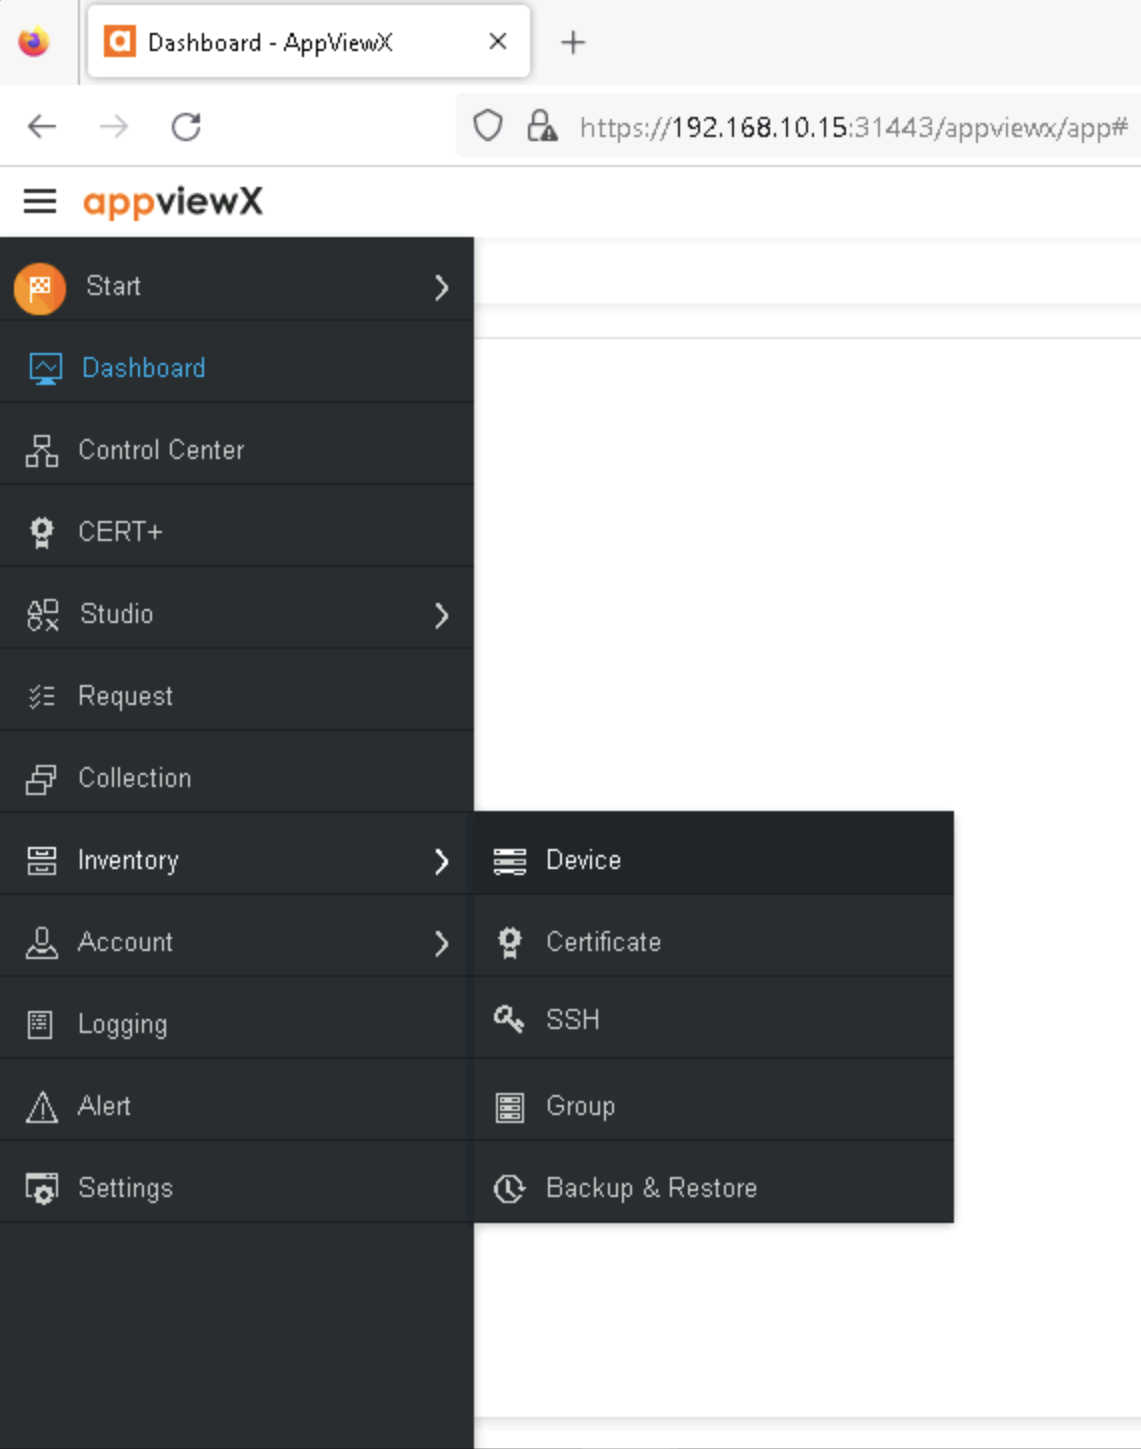 Dashboard - AppViewX
https://192.168.10.15:31443/appviewx/app#
appviewX
Start
Dashboard
Control Center
CERT+
Studio
Request
Collection
Inventory
Device
Account
Certificate
Logging
SSH
Alert
Group
Settings
Backup & Restore